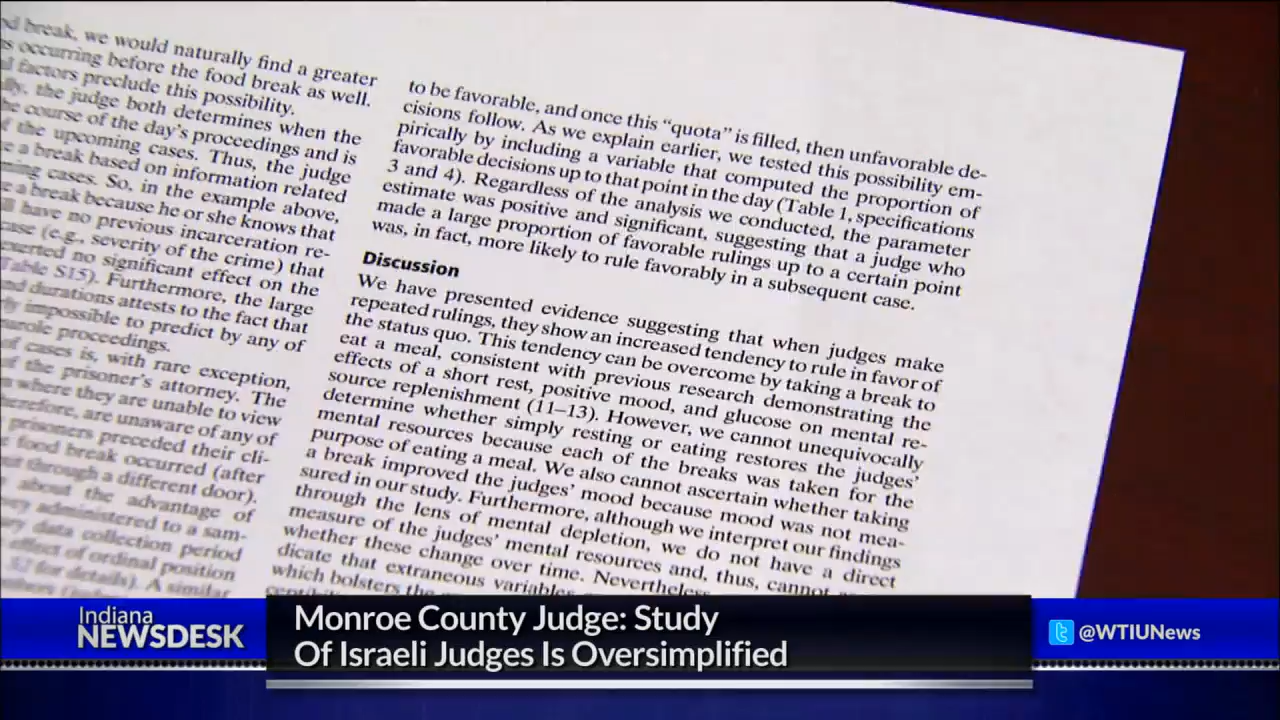 od break, we would naturally find a greater
occurring before the food break as well.
factors preclude this possibility.
the judge both determines when the
course of the day's proceedings and is
the upcoming cases. Thus, the judge
a break based on information related
cases. So, in the example above,
a break because he or she knows that
have no previous incarceration re-
case (e.g., severity of the crime) that
exerted no significant effect on the
Table S15). Furthermore, the large
and durations attests to the fact that
impossible to predict by any of
parole proceedings.
of cases is, with rare exception,
of the prisoner's attorney. The
where they are unable to view
therefore, are unaware of any of
prisoners preceded their cli-
food break occurred (after
through a different door).
about the advantage of
administered to a sam-
data collection period
effect of ordinal position
for details). A similar
to be favorable, and once this “quota” is filled, then unfavorable de-
cisions follow. As we explain earlier, we tested this possibility em-
pirically by including a variable that computed the proportion of
favorable decisions up to that point in the day (Table 1, specifications
3 and 4). Regardless of the analysis we conducted, the parameter
estimate was positive and significant, suggesting that a judge who
made a large proportion of favorable rulings up to a certain point
was, in fact, more likely to rule favorably in a subsequent case.
Discussion
We have presented evidence suggesting that when judges make
repeated rulings, they show an increased tendency to rule in favor of
the status quo. This tendency can be overcome by taking a break to
eat a meal, consistent with previous research demonstrating the
effects of a short rest, positive mood, and glucose on mental re-
source replenishment (11–13). However, we cannot unequivocally
determine whether simply resting or eating restores the judges'
mental resources because each of the breaks was taken for the
purpose of eating a meal. We also cannot ascertain whether taking
a break improved the judges' mood because mood was not mea-
sured in our study. Furthermore, although we interpret our findings
through the lens of mental depletion, we do not have a direct
measure of the judges' mental resources and, thus, cannot
whether these change over time. Nevertheless
dicate that extraneous variables
which bolsters the
Indiana
NEWSDESK
Monroe County Judge: Study
Of Israeli Judges Is Oversimplified
@WTIUNews